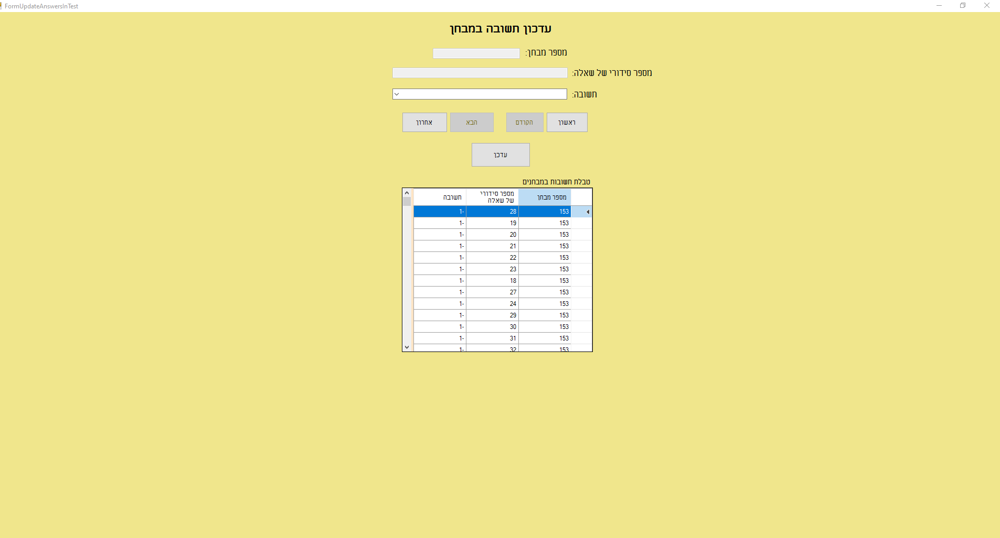 FormUpdateAnswersInTest
עדכון תשובה במבחן
מספר מבחן:
מספר סידורי של שאלה:
תשובה:
ראשון הקודם הבא אחרון
עדכן
טבלת תשובות במבחנים
מספר מבחן מספר סידורי של שאלה תשובה
153 28 -1
153 19 -1
153 20 -1
153 21 -1
153 22 -1
153 23 -1
153 18 -1
153 27 -1
153 24 -1
153 29 -1
153 30 -1
153 31 -1
153 32 -1